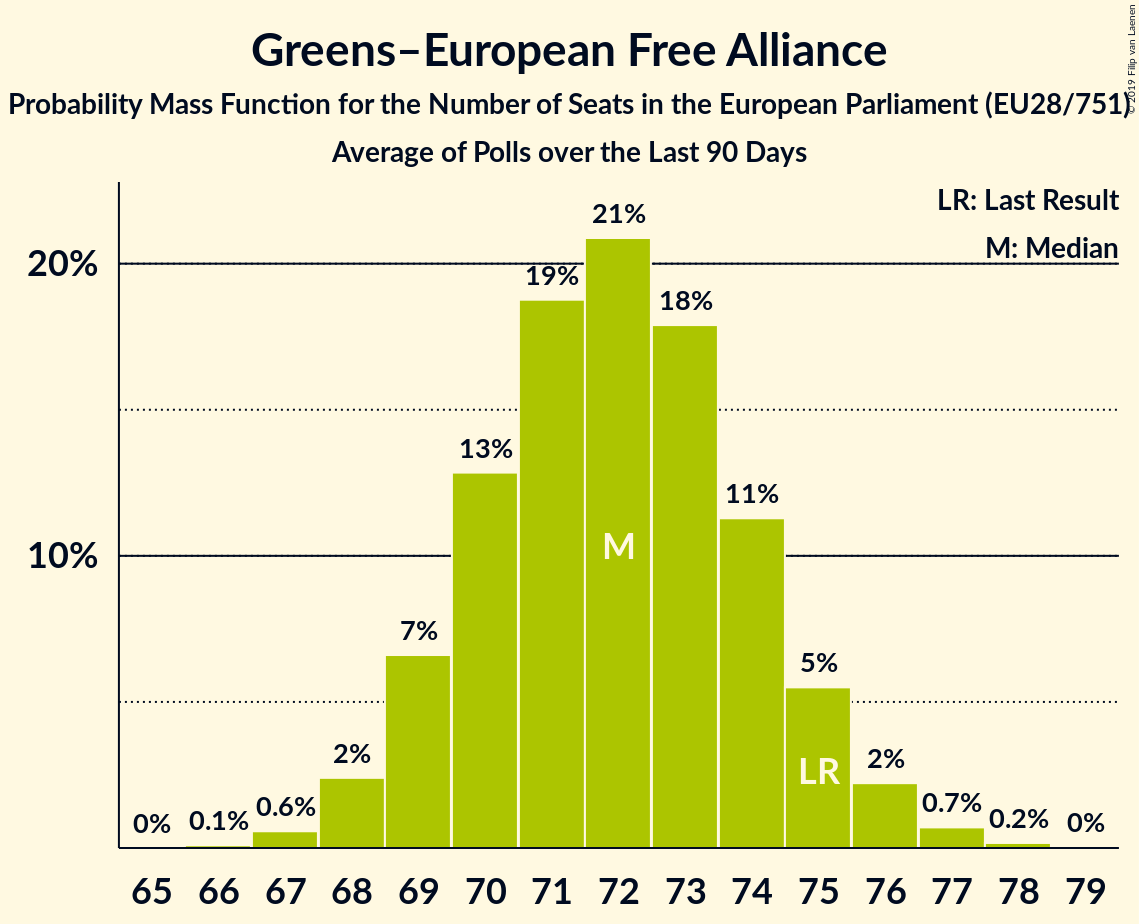 Greens–European Free Alliance
Probability Mass Function for the Number of Seats in the European Parliament (EU28/751)
Average of Polls over the Last 90 Days
© 2019 Filip van Laenen
LR: Last Result
M: Median
20%
10%
0%
0.1%
0.6%
2%
7%
13%
19%
21%
18%
11%
5%
2%
0.7%
0.2%
0%
M
LR
65 66 67 68 69 70 71 72 73 74 75 76 77 78 79